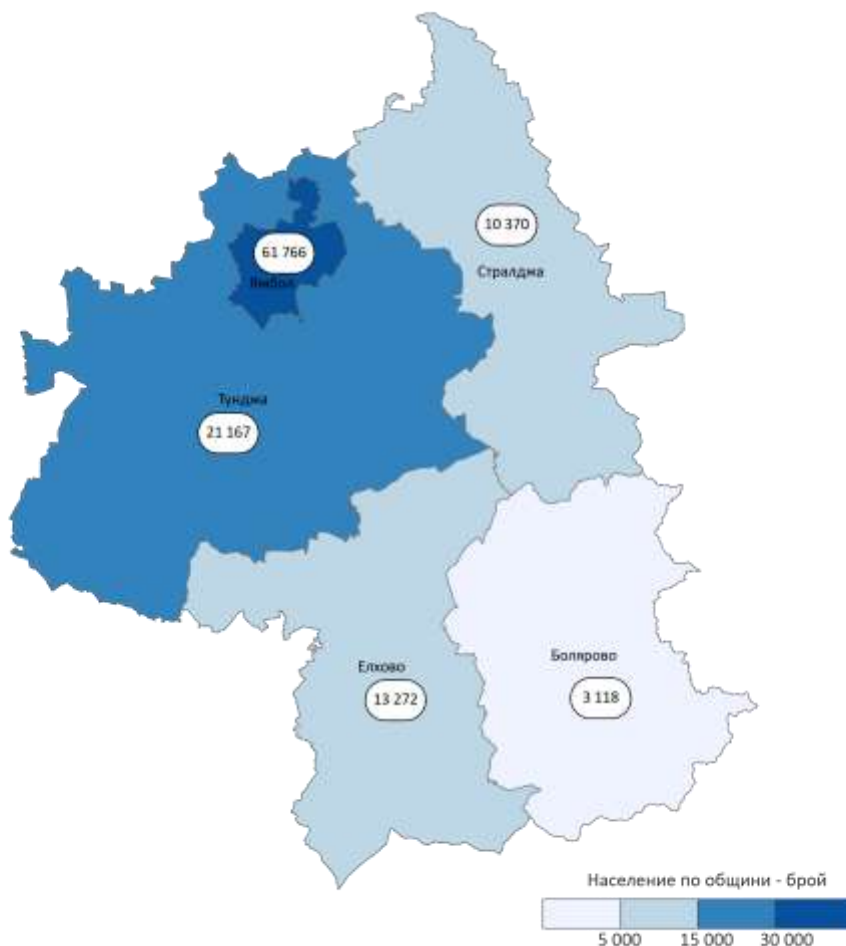 10 370
Стралджа
61 766
Ямбол
Тунджа
21 167
Елхово
13 272
Болярово
3 118
Население по общини - брой
5 000 15 000 30 000